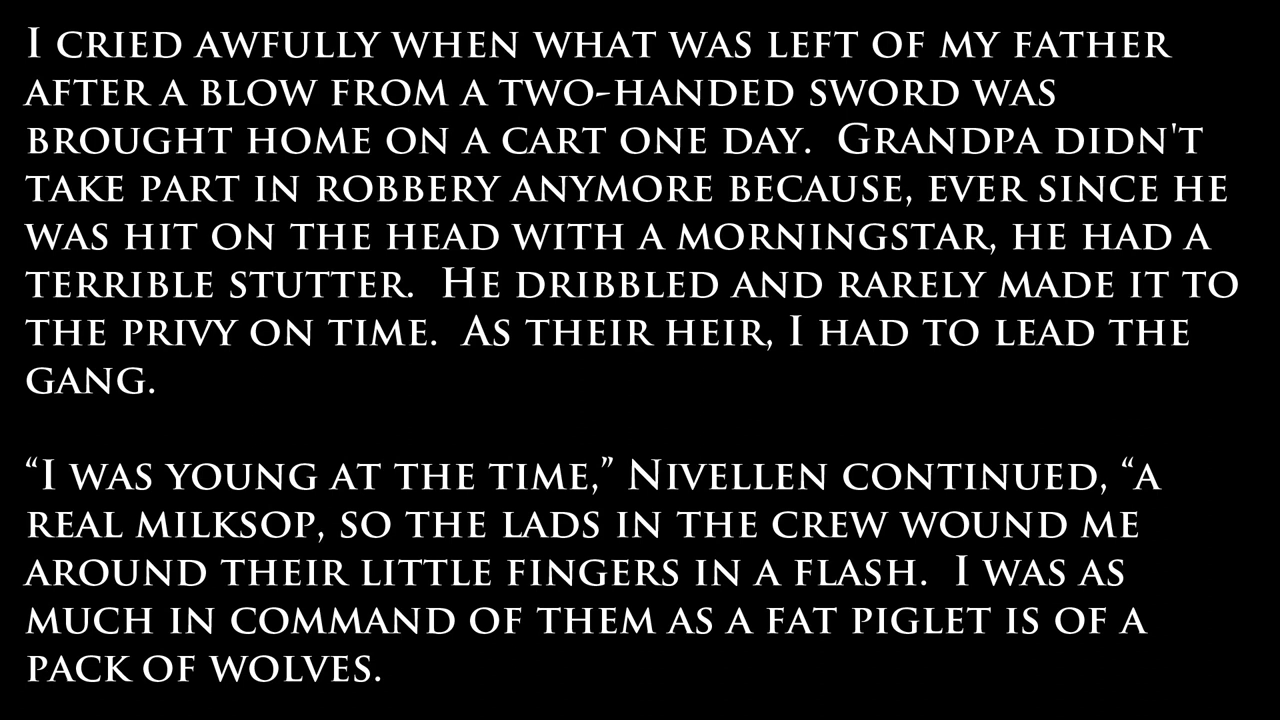 I cried awfully when what was left of my father
after a blow from a two-handed sword was
brought home on a cart one day.  Grandpa didn't
take part in robbery anymore because, ever since he
was hit on the head with a morningstar, he had a
terrible stutter.  He dribbled and rarely made it to
the privy on time.  As their heir, I had to lead the
gang.
“I was young at the time,” Nivellen continued, “a
real milksop, so the lads in the crew wound me
around their little fingers in a flash.  I was as
much in command of them as a fat piglet is of a
pack of wolves.